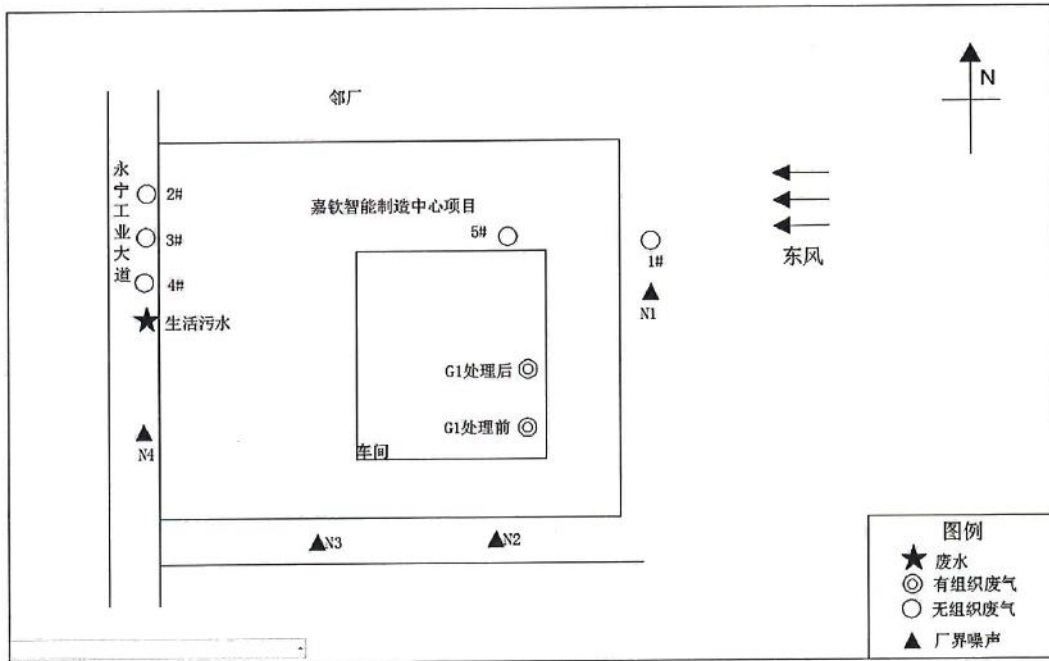 邻厂
N
永宁工业大道
2#
嘉钦智能制造中心项目
5#
3#
1#
东风
4#
生活污水
N1
G1处理后
G1处理前
车间
N4
N3
N2
图例
废水
有组织废气
无组织废气
厂界噪声